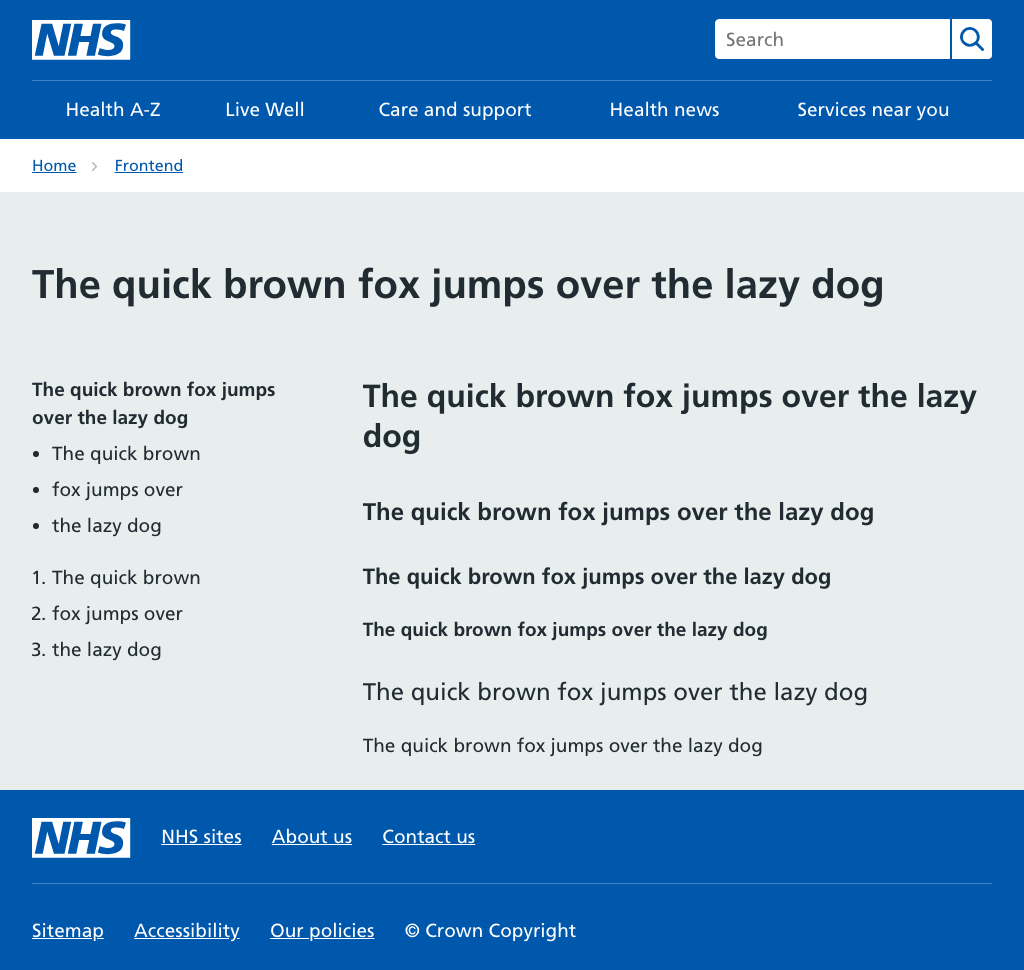 NHS
Search
Health A-Z
Live Well
Care and support
Health news
Services near you
Home
Frontend
The quick brown fox jumps over the lazy dog
The quick brown fox jumps
over the lazy dog
• The quick brown
• fox jumps over
• the lazy dog
1. The quick brown
2. fox jumps over
3. the lazy dog
The quick brown fox jumps over the lazy
dog
The quick brown fox jumps over the lazy dog
The quick brown fox jumps over the lazy dog
The quick brown fox jumps over the lazy dog
The quick brown fox jumps over the lazy dog
The quick brown fox jumps over the lazy dog
NHS
NHS sites
About us
Contact us
Sitemap
Accessibility
Our policies
© Crown Copyright